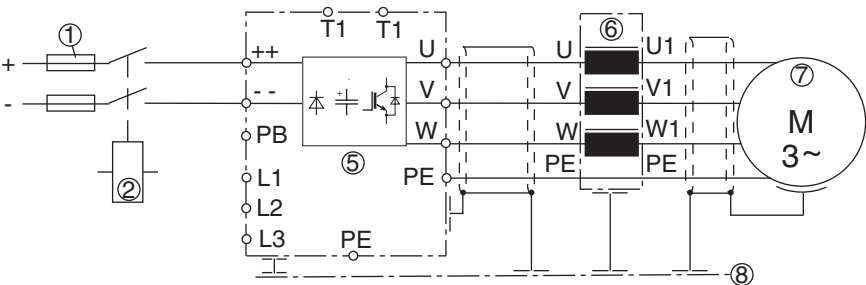 T1 T1
① ⑥
+ ++ U U U1
⑦
- - - V V V1
M
PB W W W1
3~
⑤ PE PE PE
② L1
L2
L3 PE
⑧
+